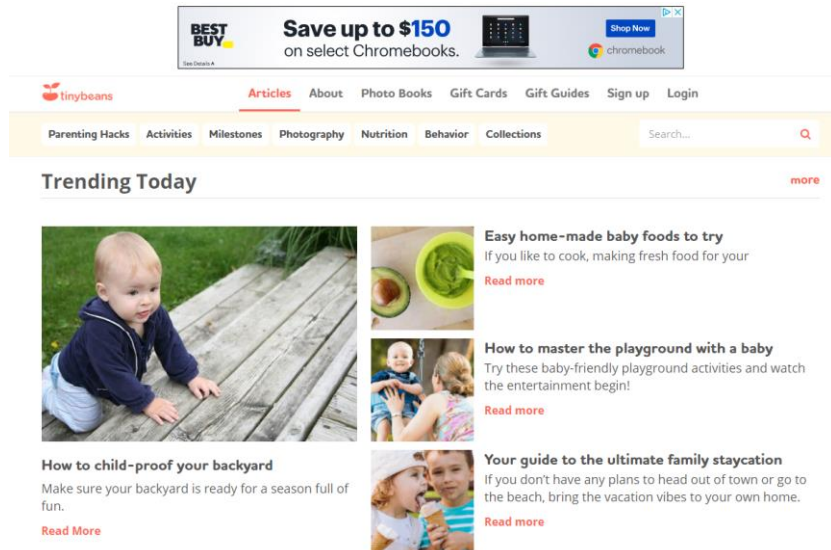 BEST
BUY
See Details
Save up to $150
on select Chromebooks.
Shop Now
chromebook
tinybeans
Articles About Photo Books Gift Cards Gift Guides Sign up Login
Parenting Hacks Activities Milestones Photography Nutrition Behavior Collections Search...
Trending Today more
How to child-proof your backyard
Make sure your backyard is ready for a season full of
fun.
Read More
Easy home-made baby foods to try
If you like to cook, making fresh food for your
Read more
How to master the playground with a baby
Try these baby-friendly playground activities and watch
the entertainment begin!
Read more
Your guide to the ultimate family staycation
If you don't have any plans to head out of town or go to
the beach, bring the vacation vibes to your own home.
Read more